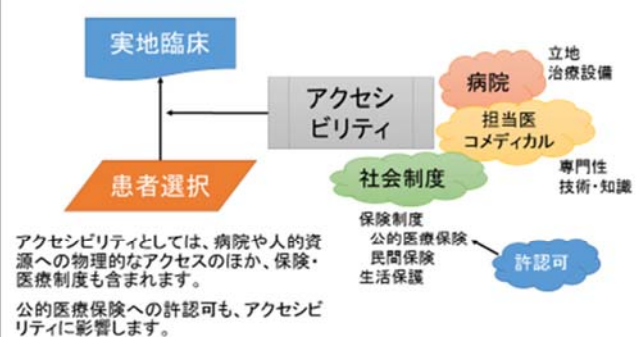 実地臨床
アクセシ
ビリティ
病院
立地
治療設備
担当医
コメディカル
患者選択
社会制度
専門性
技術・知識
保険制度
公的医療保険
民間保険
生活保護
許認可
アクセシビリティとしては、病院や人的資
源への物理的なアクセスのほか、保険・
医療制度も含まれます。
公的医療保険への許認可も、アクセシビ
リティに影響します。